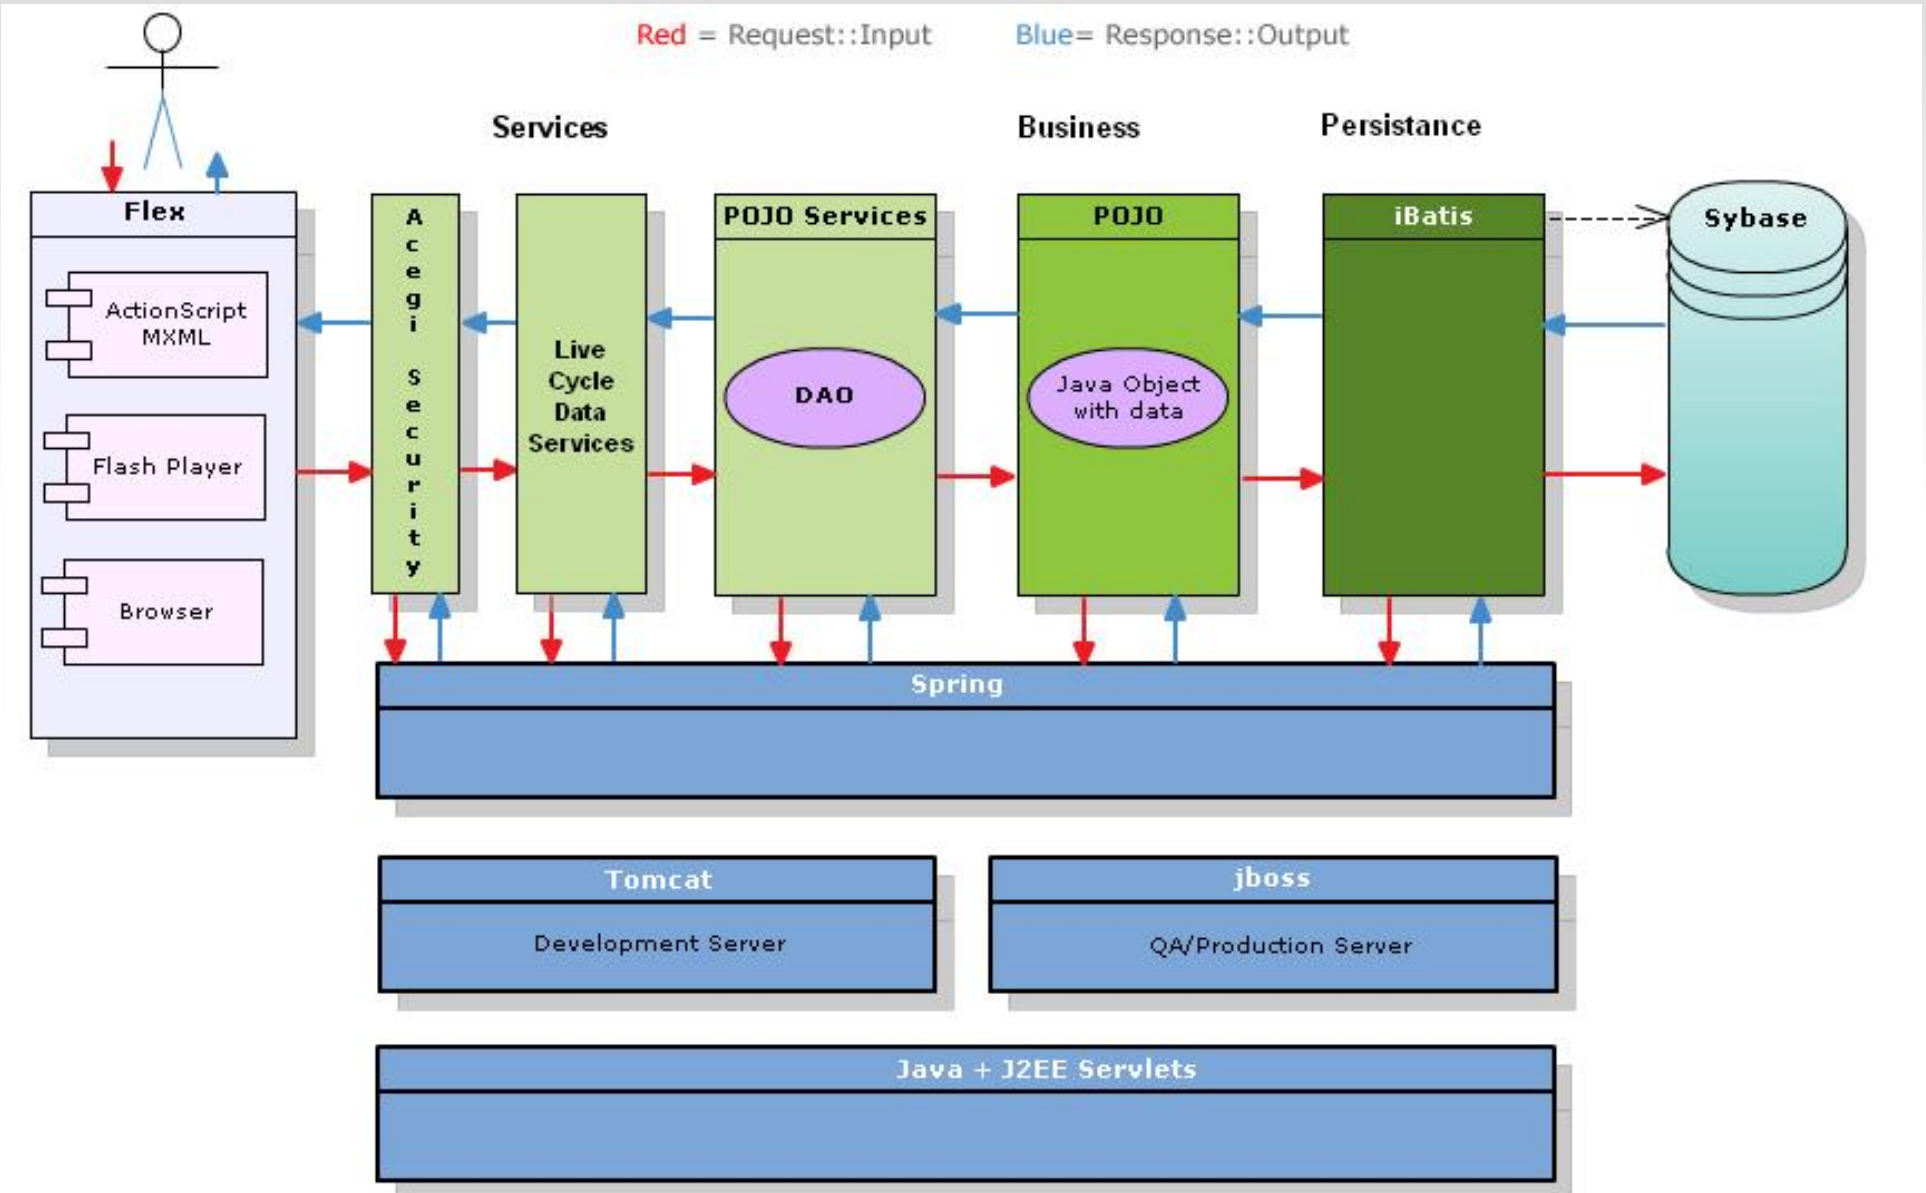 Red = Request::Input
Blue= Response::Output
Services
Business
Persistance
Flex
ActionScript
MXML
Flash Player
Browser
Acegi Security
Live
Cycle
Data
Services
POJO Services
DAO
POJO
Java Object
with data
iBatis
Sybase
Spring
Tomcat
Development Server
jboss
QA/Production Server
Java + J2EE Servlets